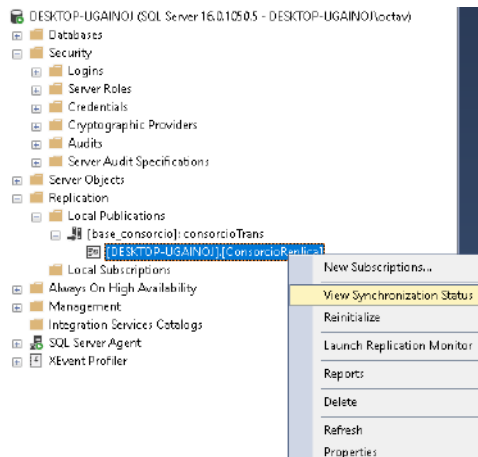 DESKTOP-UGAINOJ (SQL Server 16.0.1050.5 - DESKTOP-UGAINOJ\octav)
Databases
Security
Logins
Server Roles
Credentials
Cryptographic Providers
Audits
Server Audit Specifications
Server Objects
Replication
Local Publications
[base_consorcio]: consorcioTrans
[DESKTOP-UGAINOJ].[ConsorcioReplica]
Local Subscriptions
Always On High Availability
Management
Integration Services Catalogs
SQL Server Agent
XEvent Profiler
New Subscriptions...
View Synchronization Status
Reinitialize
Launch Replication Monitor
Reports
Delete
Refresh
Properties